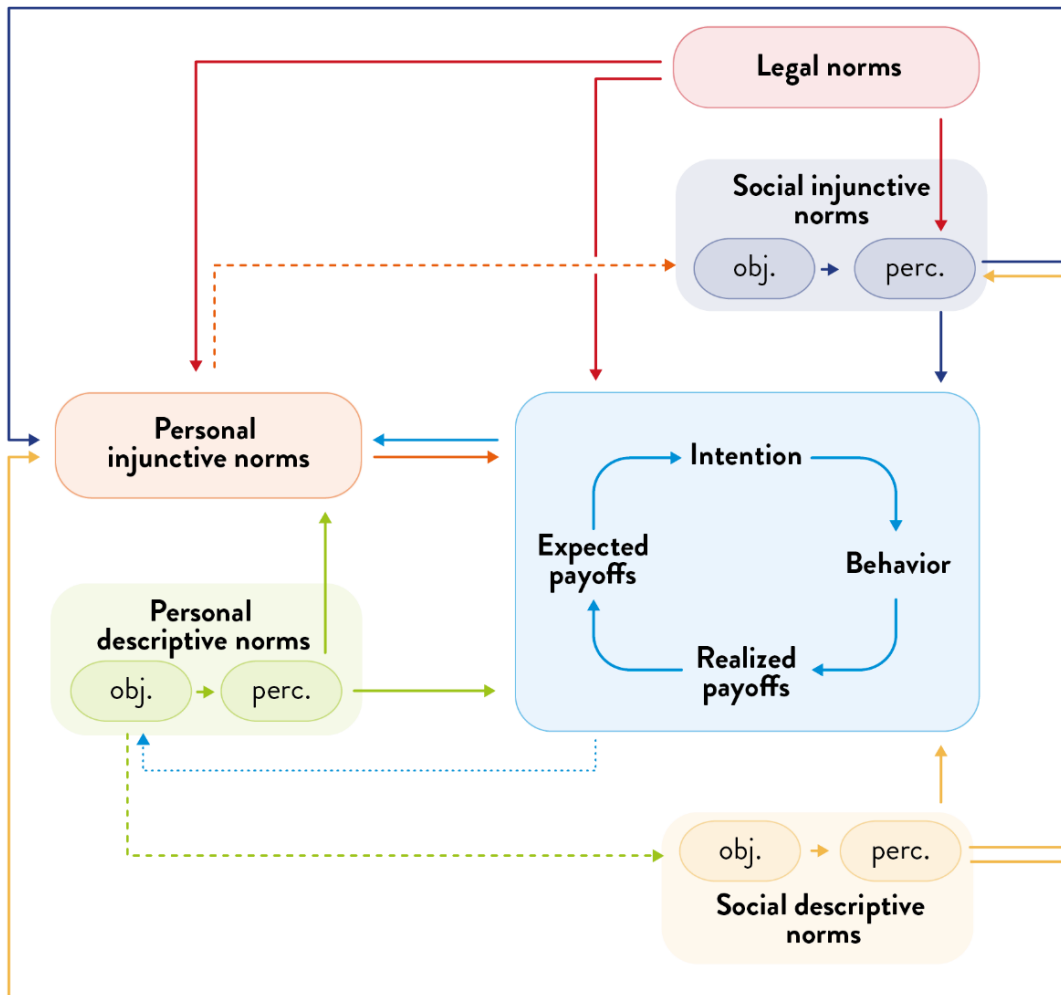 Legal norms
Social injunctive
norms
obj.
perc.
Personal
injunctive norms
Intention
Expected
payoffs
Behavior
Realized
payoffs
Personal
descriptive norms
obj.
perc.
obj.
perc.
Social descriptive
norms